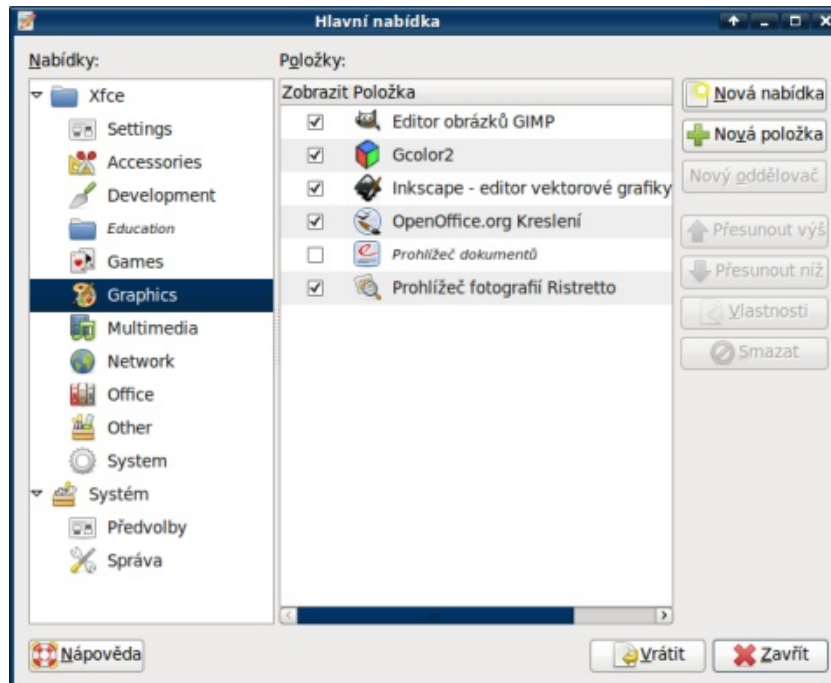 Hlavní nabídka
Nabídky:
Xfce
Settings
Accessories
Development
Education
Games
Graphics
Multimedia
Network
Office
Other
System
Systém
Předvolby
Správa
Položky:
Zobrazit Položka
Editor obrázků GIMP
Gcolor2
Inkscape - editor vektorové grafiky
OpenOffice.org Kreslení
Prohlížeč dokumentů
Prohlížeč fotografií Ristretto
Nová nabídka
Nová položka
Nový oddělovač
Přesunout výš
Přesunout níž
Vlastnosti
Smazat
Nápověda
Vrátit
Zavřít